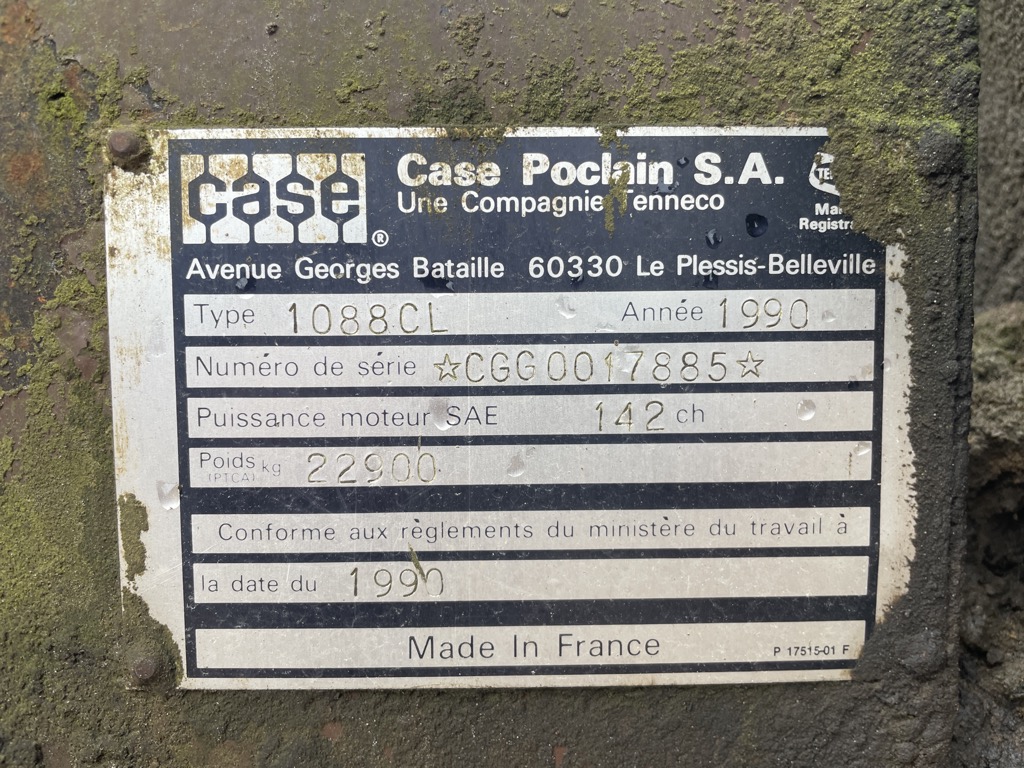 case®
Case Poclain S.A.
Une Compagnie Tenneco
Avenue Georges Bataille 60330 Le Plessis-Belleville
Type 1088CL Année 1990
Numéro de série ☆CGG0017885☆
Puissance moteur SAE 142 ch
Poids kg 22900
(PTCA)
Conforme aux règlements du ministère du travail à
la date du 1990
Made In France P 17515-01 F